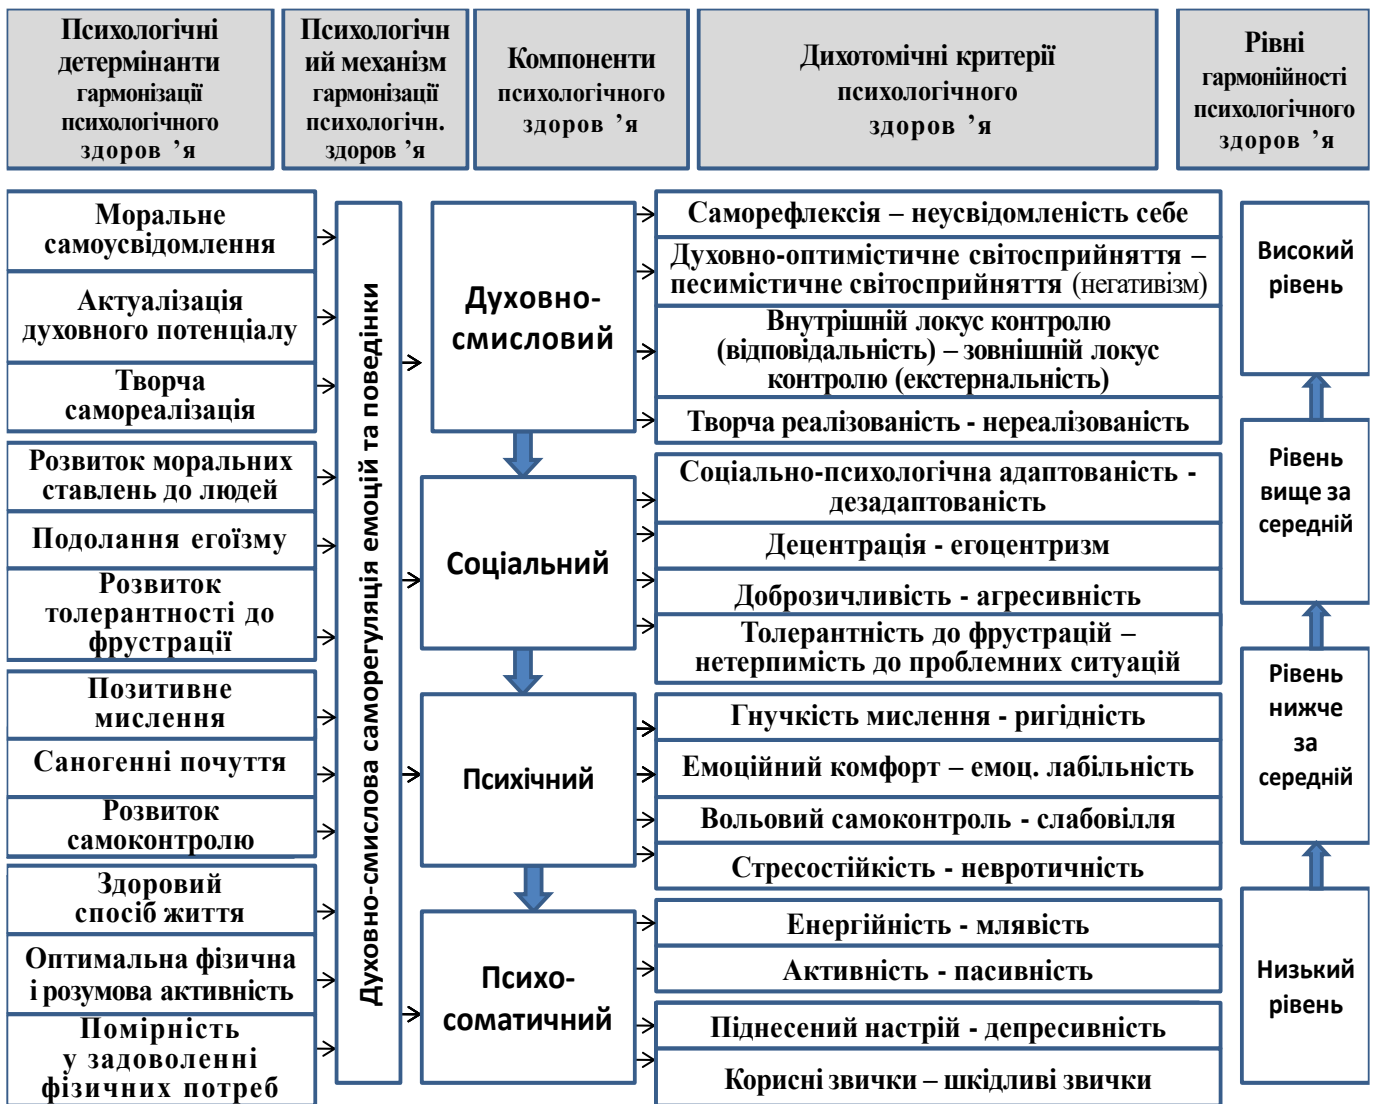 Психологічні
детермінанти
гармонізації
психологічного
здоров ’я
Психологічн
ий механізм
гармонізації
психологічн.
здоров ’я
Компоненти
психологічного
здоров ’я
Дихотомічні критерії
психологічного
здоров ’я
Рівні
гармонійності
психологічного
здоров ’я
Моральне
самоусвідомлення
Актуалізація
духовного потенціалу
Творча
самореалізація
Розвиток моральних
ставлень до людей
Подолання егоїзму
Розвиток
толерантності до
фрустрації
Позитивне
мислення
Саногенні почуття
Розвиток
самоконтролю
Здоровий
спосіб життя
Оптимальна фізична
і розумова активність
Помірність
у задоволенні
фізичних потреб
Духовно-смислова саморегуляція емоцій та поведінки
Духовно-
смисловий
Соціальний
Психічний
Психо-
соматичний
Саморефлексія – неусвідомленість себе
Духовно-оптимістичне світосприйняття –
песимістичне світосприйняття (негативізм)
Внутрішній локус контролю
(відповідальність) – зовнішній локус
контролю (екстернальність)
Творча реалізованість - нереалізованість
Соціально-психологічна адаптованість -
дезадаптованість
Децентрація - егоцентризм
Доброзичливість - агресивність
Толерантність до фрустрацій –
нетерпимість до проблемних ситуацій
Гнучкість мислення - ригідність
Емоційний комфорт – емоц. лабільність
Вольовий самоконтроль - слабовілля
Стресостійкість - невротичність
Енергійність - млявість
Активність - пасивність
Піднесений настрій - депресивність
Корисні звички – шкідливі звички
Високий
рівень
Рівень
вище за
середній
Рівень
нижче
за
середній
Низький
рівень